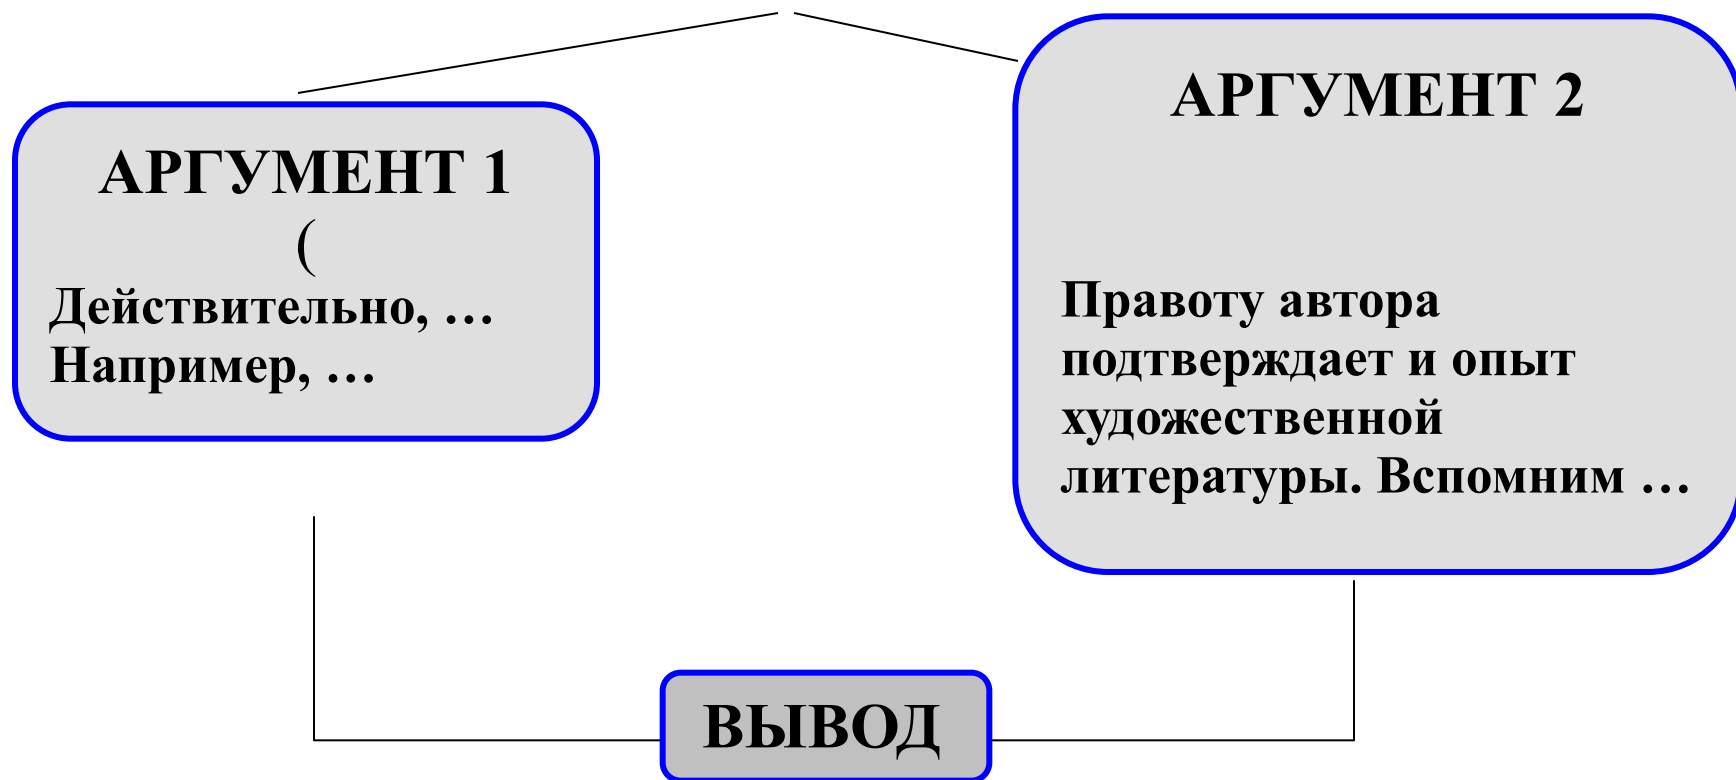 АРГУМЕНТ 1
(
Действительно, …
Например, …
АРГУМЕНТ 2
Правоту автора
подтверждает и опыт
художественной
литературы. Вспомним …
ВЫВОД